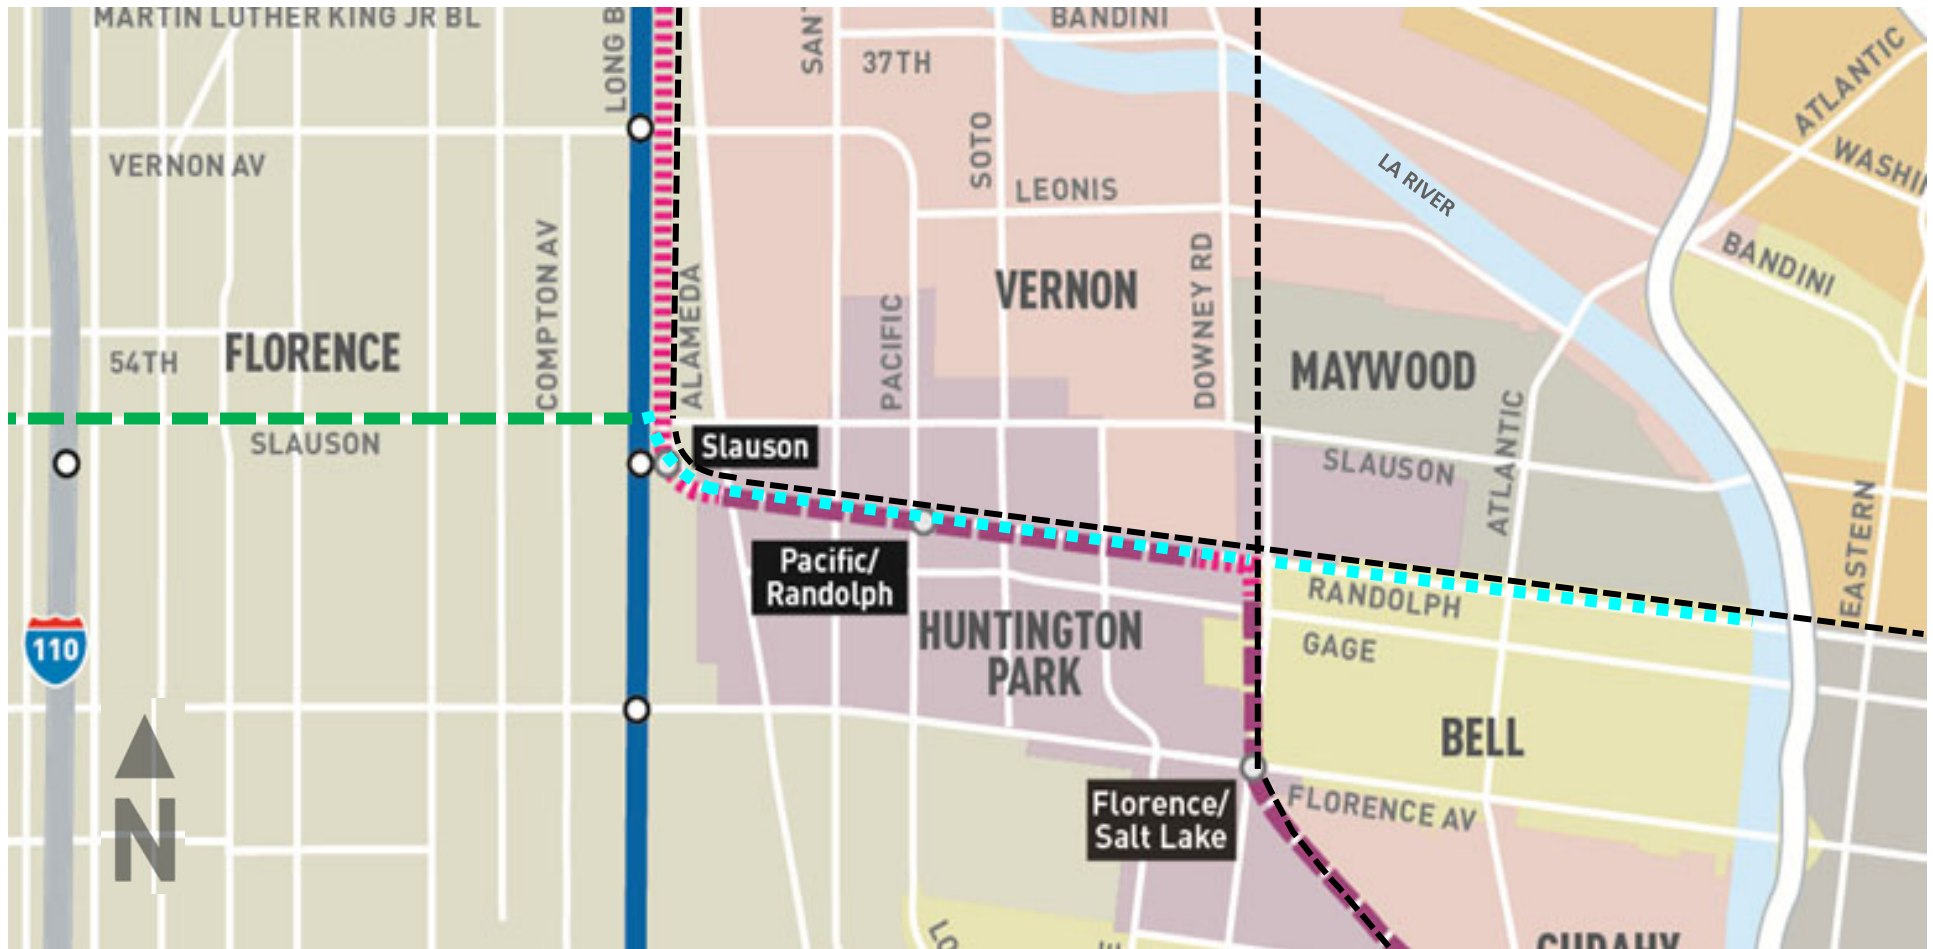 MARTIN LUTHER KING JR BL
LONG B
SANT
BANDINI
37TH
ATLANTIC
WASHI
VERNON AV
SOTO
LEONIS
LA RIVER
BANDINI
COMPTON AV
ALAMEDA
PACIFIC
VERNON
DOWNEY RD
54TH
FLORENCE
MAYWOOD
ATLANTIC
SLAUSON
Slauson
SLAUSON
EASTERN
Pacific/
Randolph
RANDOLPH
110
HUNTINGTON
PARK
GAGE
BELL
N
Florence/
Salt Lake
FLORENCE AV
LO
CUDAHY